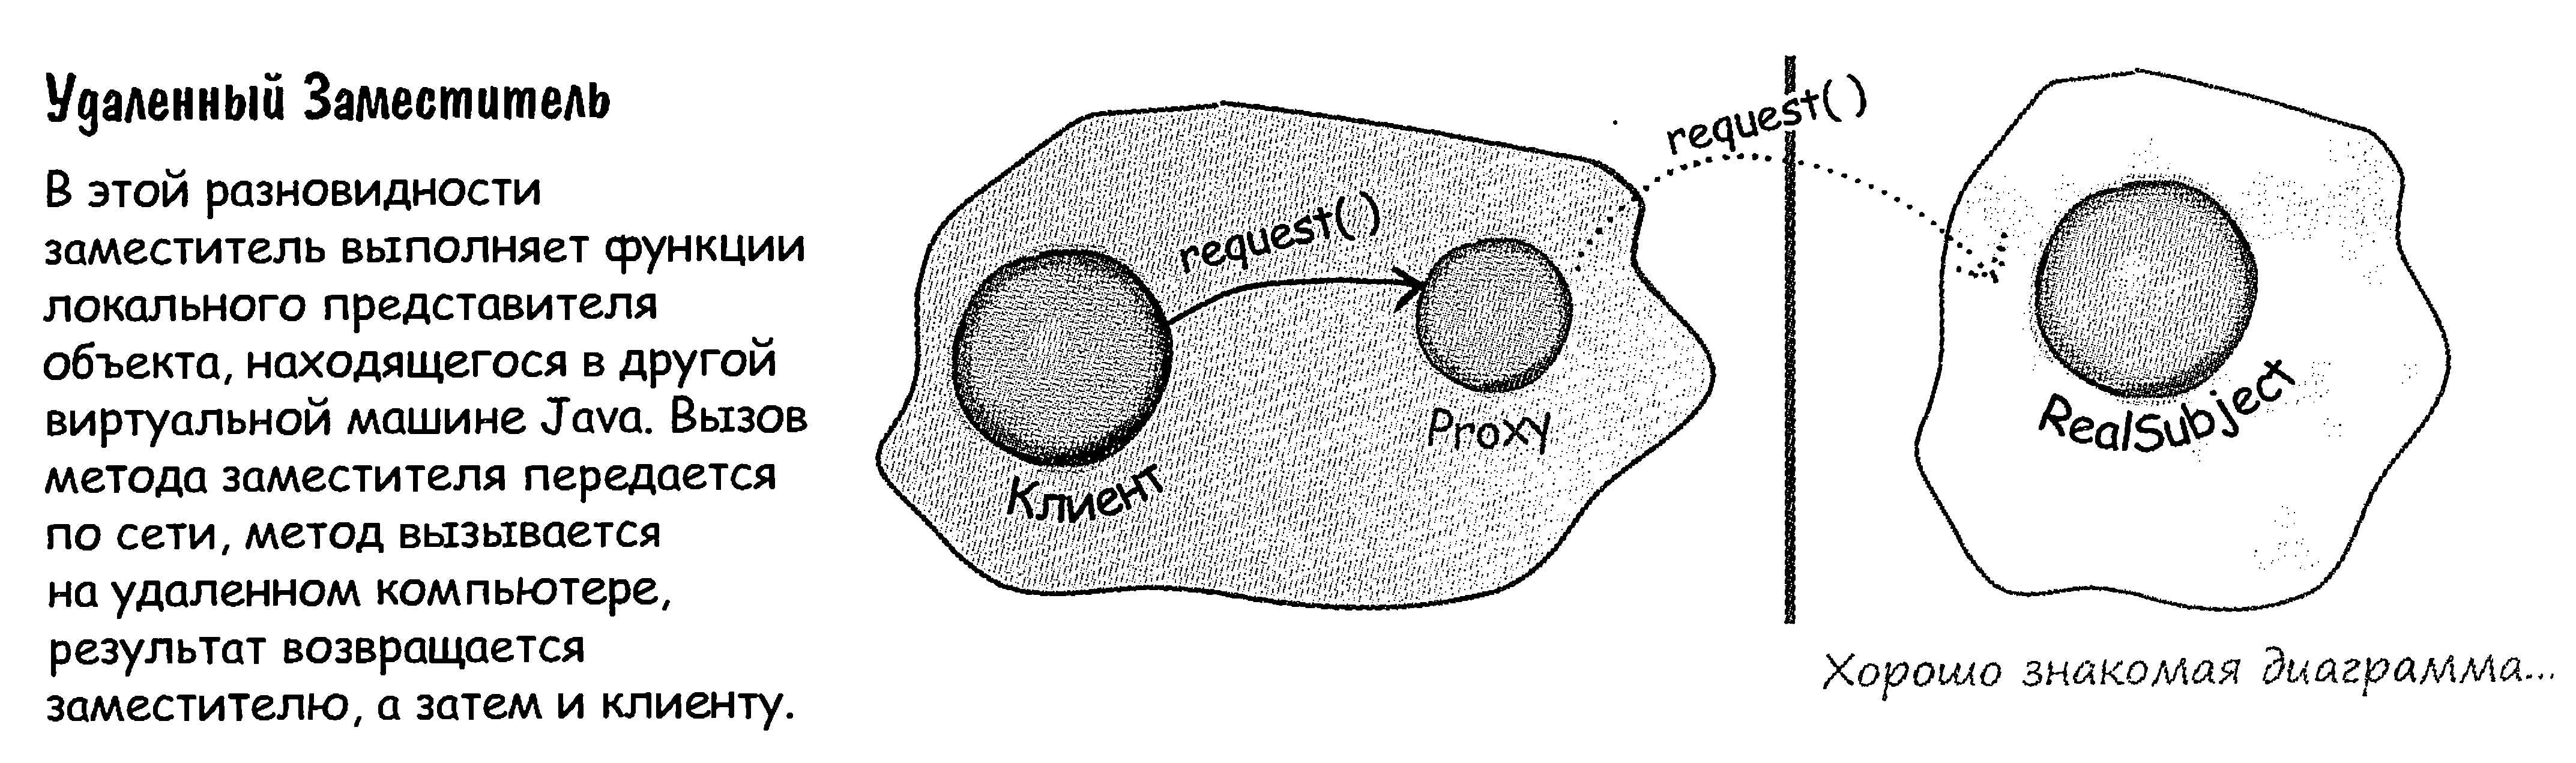 Удаленный Заместитель
В этой разновидности
заместитель выполняет функции
локального представителя
объекта, находящегося в другой
виртуальной машине Java. Вызов
метода заместителя передается
по сети, метод вызывается
на удаленном компьютере,
результат возвращается
заместителю, а затем и клиенту.
request()
request()
Клиент
Proxy
RealSubject
Хорошо знакомая диаграмма...